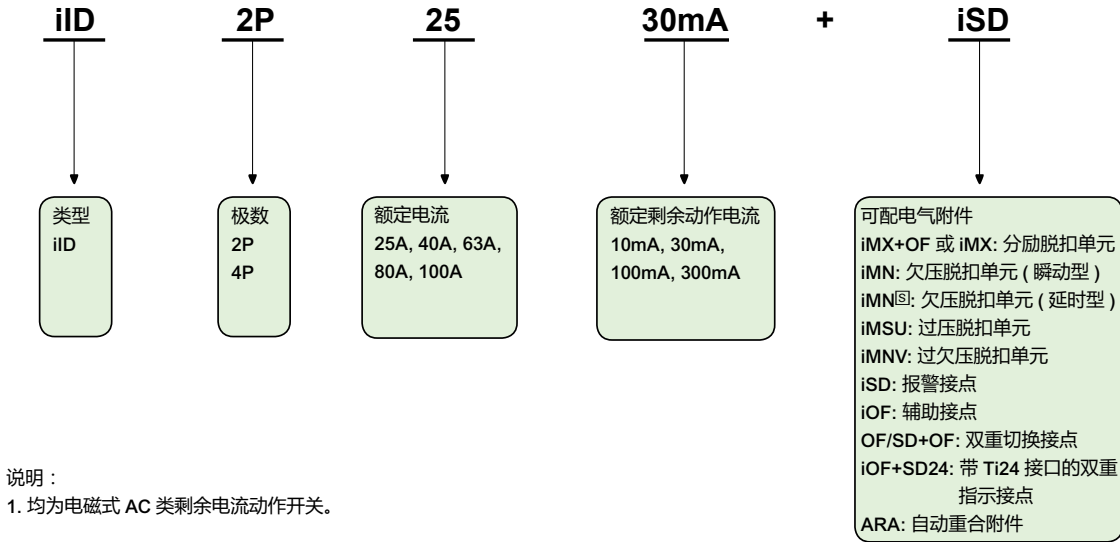 iID 2P 25 30mA + iSD
类型
iID
极数
2P
4P
额定电流
25A, 40A, 63A,
80A, 100A
额定剩余动作电流
10mA, 30mA,
100mA, 300mA
可配电气附件
iMX+OF 或 iMX: 分励脱扣单元
iMN: 欠压脱扣单元 ( 瞬动型 )
iMN🅂: 欠压脱扣单元 ( 延时型 )
iMSU: 过压脱扣单元
iMNV: 过欠压脱扣单元
iSD: 报警接点
iOF: 辅助接点
OF/SD+OF: 双重切换接点
iOF+SD24: 带 Ti24 接口的双重
指示接点
ARA: 自动重合附件
说明 :
1. 均为电磁式 AC 类剩余电流动作开关。